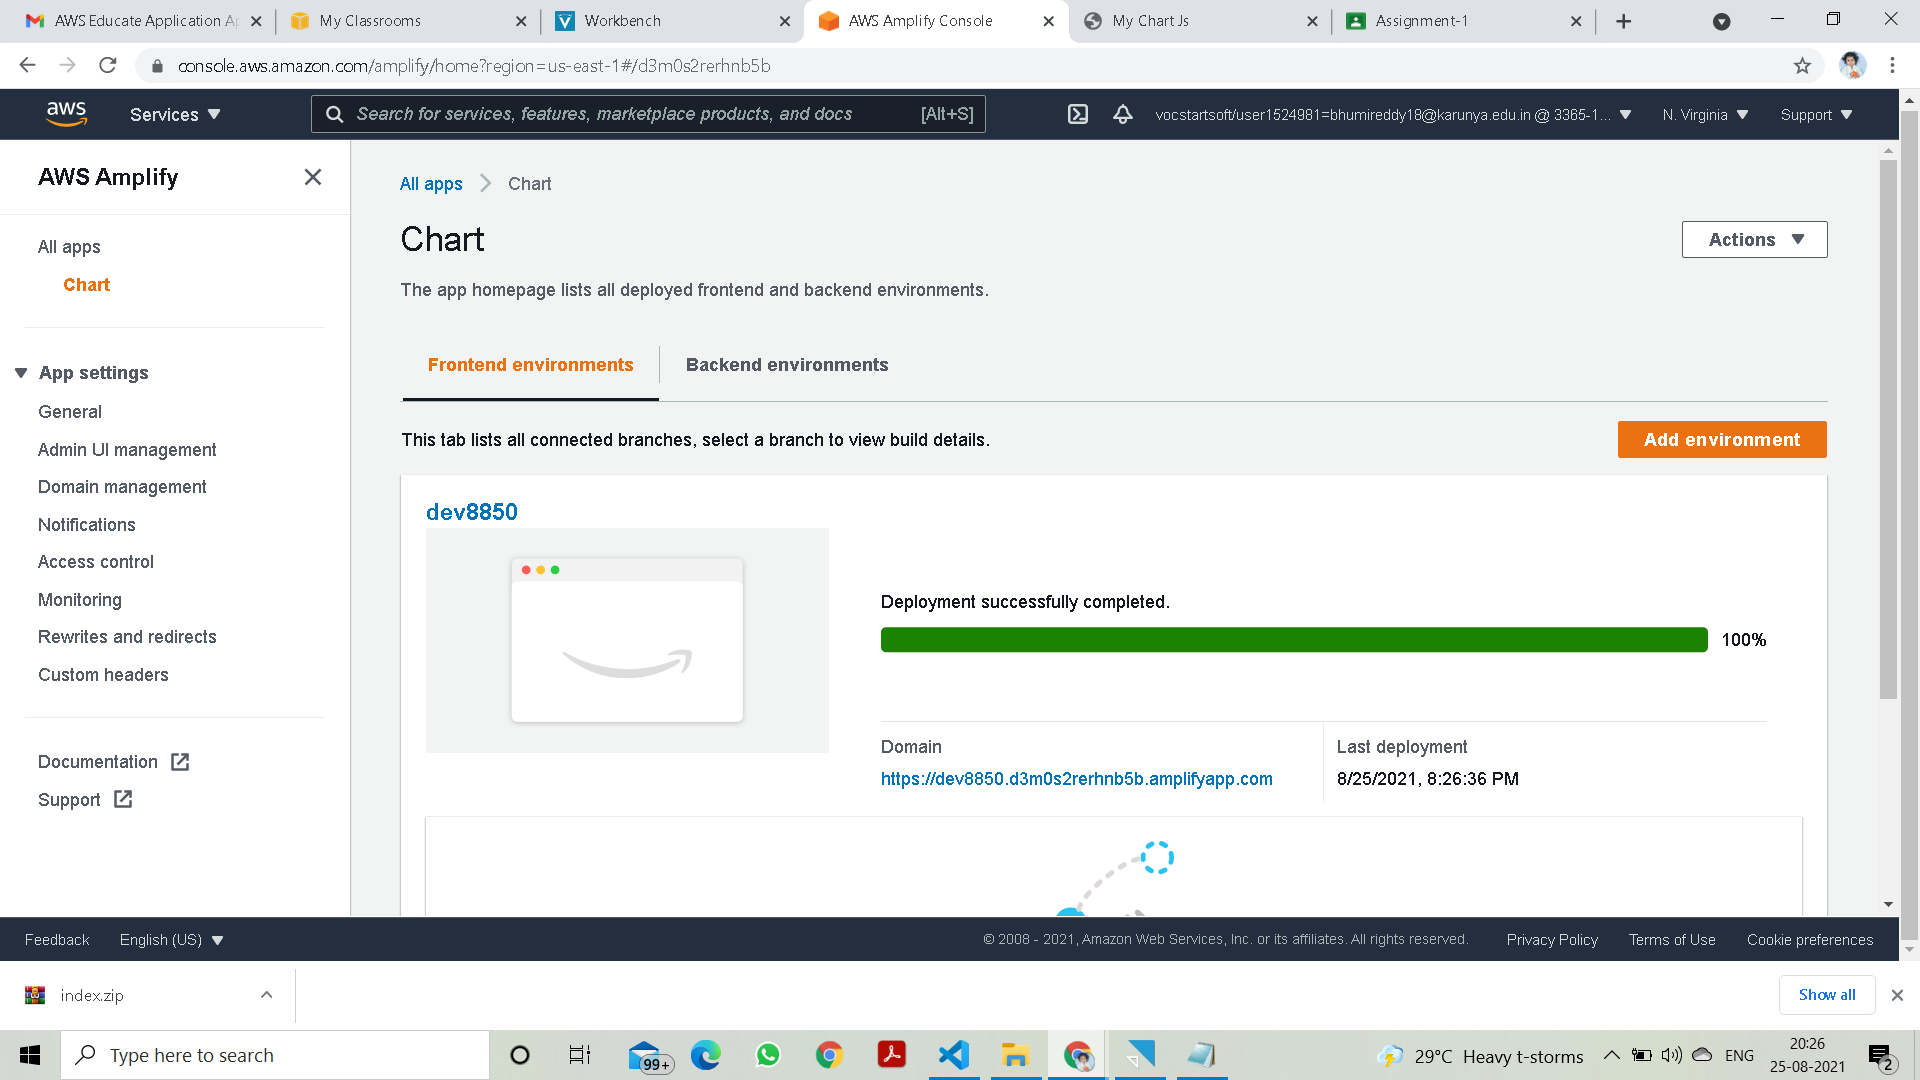 AWS Educate Application Ap
My Classrooms
Workbench
AWS Amplify Console
My Chart Js
Assignment-1
console.aws.amazon.com/amplify/home?region=us-east-1#/d3m0s2rerhnb5b
aws
Services
Search for services, features, marketplace products, and docs
[Alt+S]
vocstartsoft/user1524981=bhumireddy18@karunya.edu.in @ 3365-1...
N. Virginia
Support
AWS Amplify
All apps
Chart
App settings
General
Admin UI management
Domain management
Notifications
Access control
Monitoring
Rewrites and redirects
Custom headers
Documentation
Support
All apps
Chart
Chart
Actions
The app homepage lists all deployed frontend and backend environments.
Frontend environments
Backend environments
This tab lists all connected branches, select a branch to view build details.
Add environment
dev8850
Deployment successfully completed.
100%
Domain
https://dev8850.d3m0s2rerhnb5b.amplifyapp.com
Last deployment
8/25/2021, 8:26:36 PM
Feedback
English (US)
© 2008 - 2021, Amazon Web Services, Inc. or its affiliates. All rights reserved.
Privacy Policy
Terms of Use
Cookie preferences
index.zip
Show all
Type here to search
99+
29°C Heavy t-storms
ENG
20:26
25-08-2021
2